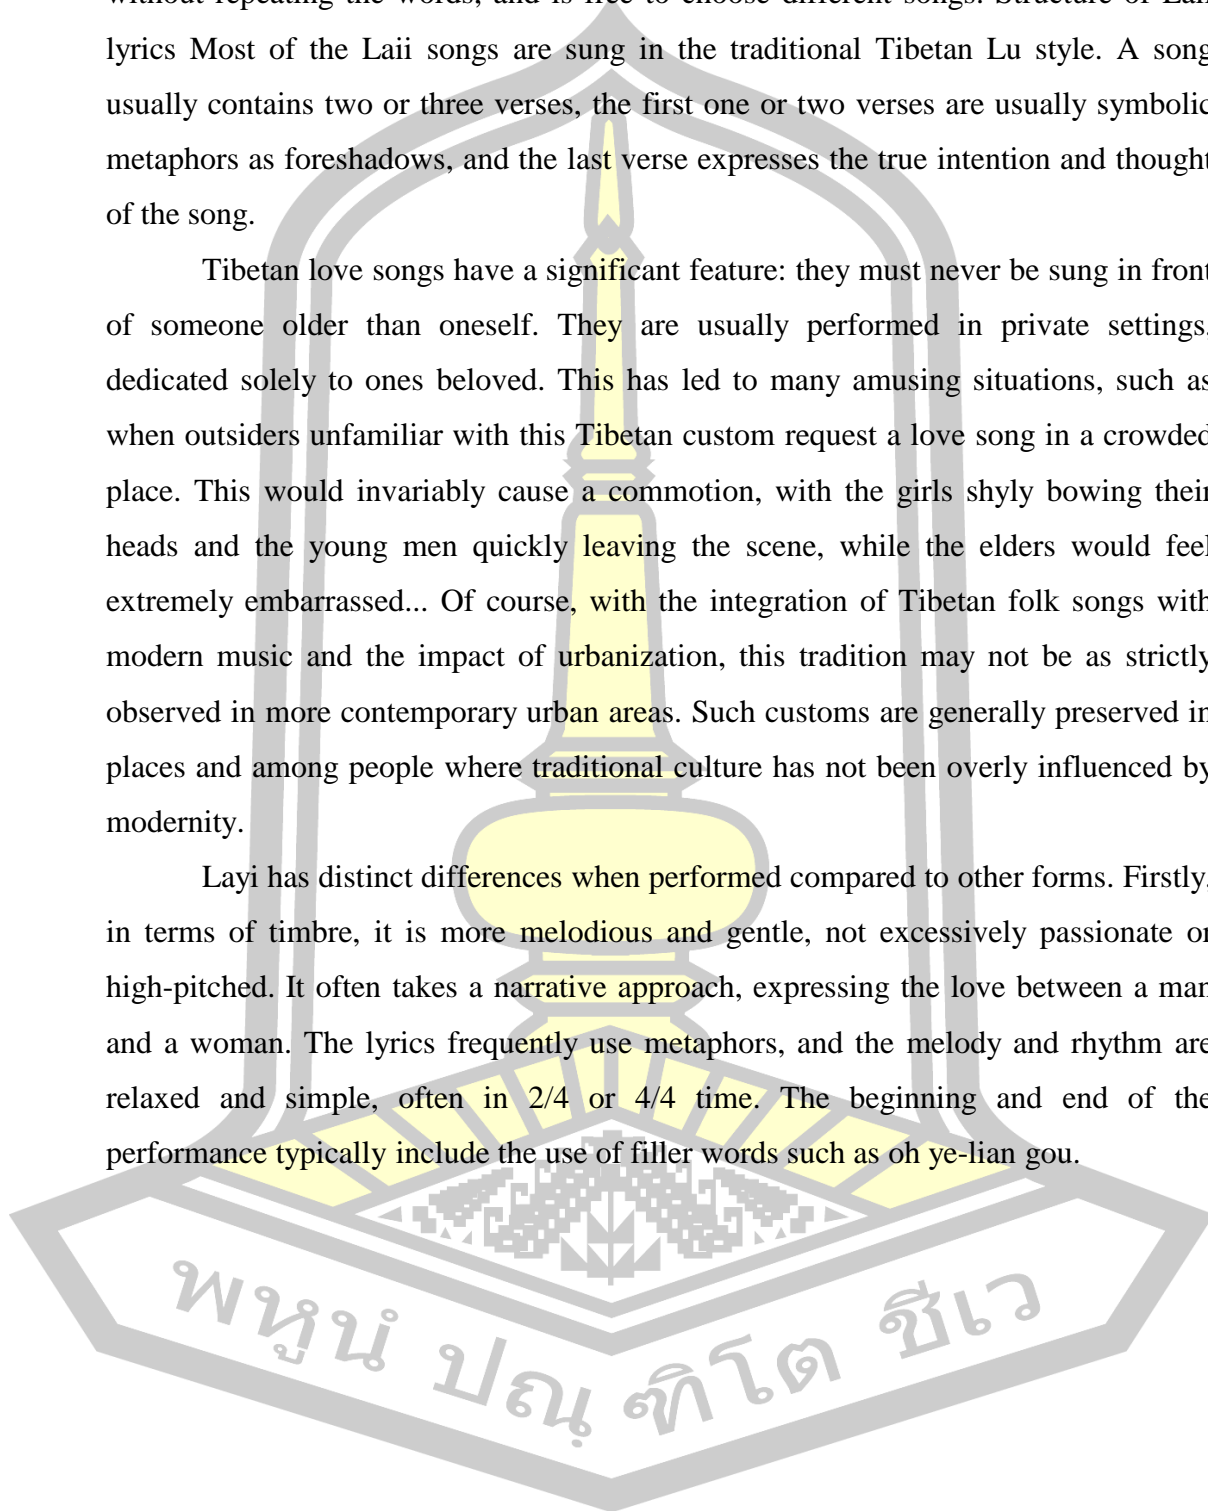 without repeating the words, and is free to choose different songs. Structure of Laii
lyrics Most of the Laii songs are sung in the traditional Tibetan Lu style. A song
usually contains two or three verses, the first one or two verses are usually symbolic
metaphors as foreshadows, and the last verse expresses the true intention and thought
of the song.
Tibetan love songs have a significant feature: they must never be sung in front
of someone older than oneself. They are usually performed in private settings,
dedicated solely to ones beloved. This has led to many amusing situations, such as
when outsiders unfamiliar with this Tibetan custom request a love song in a crowded
place. This would invariably cause a commotion, with the girls shyly bowing their
heads and the young men quickly leaving the scene, while the elders would feel
extremely embarrassed... Of course, with the integration of Tibetan folk songs with
modern music and the impact of urbanization, this tradition may not be as strictly
observed in more contemporary urban areas. Such customs are generally preserved in
places and among people where traditional culture has not been overly influenced by
modernity.
Layi has distinct differences when performed compared to other forms. Firstly,
in terms of timbre, it is more melodious and gentle, not excessively passionate or
high-pitched. It often takes a narrative approach, expressing the love between a man
and a woman. The lyrics frequently use metaphors, and the melody and rhythm are
relaxed and simple, often in 2/4 or 4/4 time. The beginning and end of the
performance typically include the use of filler words such as oh ye-lian gou.
พหูนํ ปณฺฑิโต ชีเว